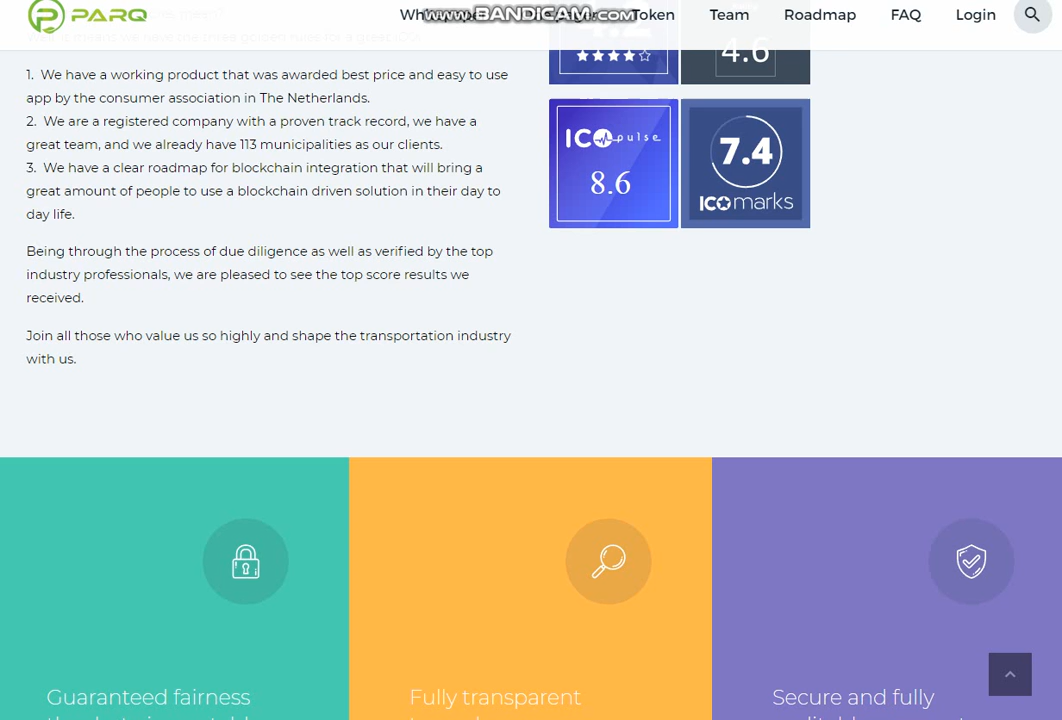 PARQ
www.BANDICAM.com
Token
Team
Roadmap
FAQ
Login
1. We have a working product that was awarded best price and easy to use
app by the consumer association in The Netherlands.
2. We are a registered company with a proven track record, we have a
great team, and we already have 113 municipalities as our clients.
3. We have a clear roadmap for blockchain integration that will bring a
great amount of people to use a blockchain driven solution in their day to
day life.
Being through the process of due diligence as well as verified by the top
industry professionals, we are pleased to see the top score results we
received.
Join all those who value us so highly and shape the transportation industry
with us.
4.2
4.6
ICO pulse
8.6
7.4
ICO marks
Guaranteed fairness
Fully transparent
Secure and fully